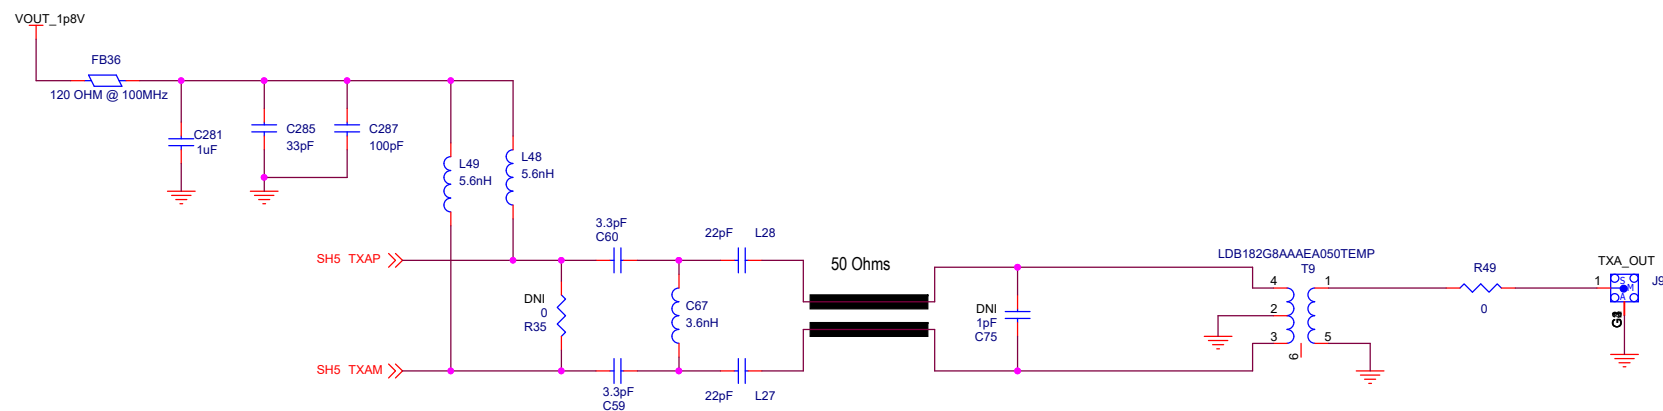 VOUT_1p8V
FB36
120 OHM @ 100MHz
C281
1uF
C285
33pF
C287
100pF
L49
5.6nH
L48
5.6nH
SH5 TXAP
3.3pF
C60
22pF L28
50 Ohms
LDB182G8AAAEA050TEMP
T9
TXA_OUT
R49
0
1
J9
S
M
A
DNI
0
R35
C67
3.6nH
DNI
1pF
C75
4
2
3
1
5
6
SH5 TXAM
3.3pF
C59
22pF L27